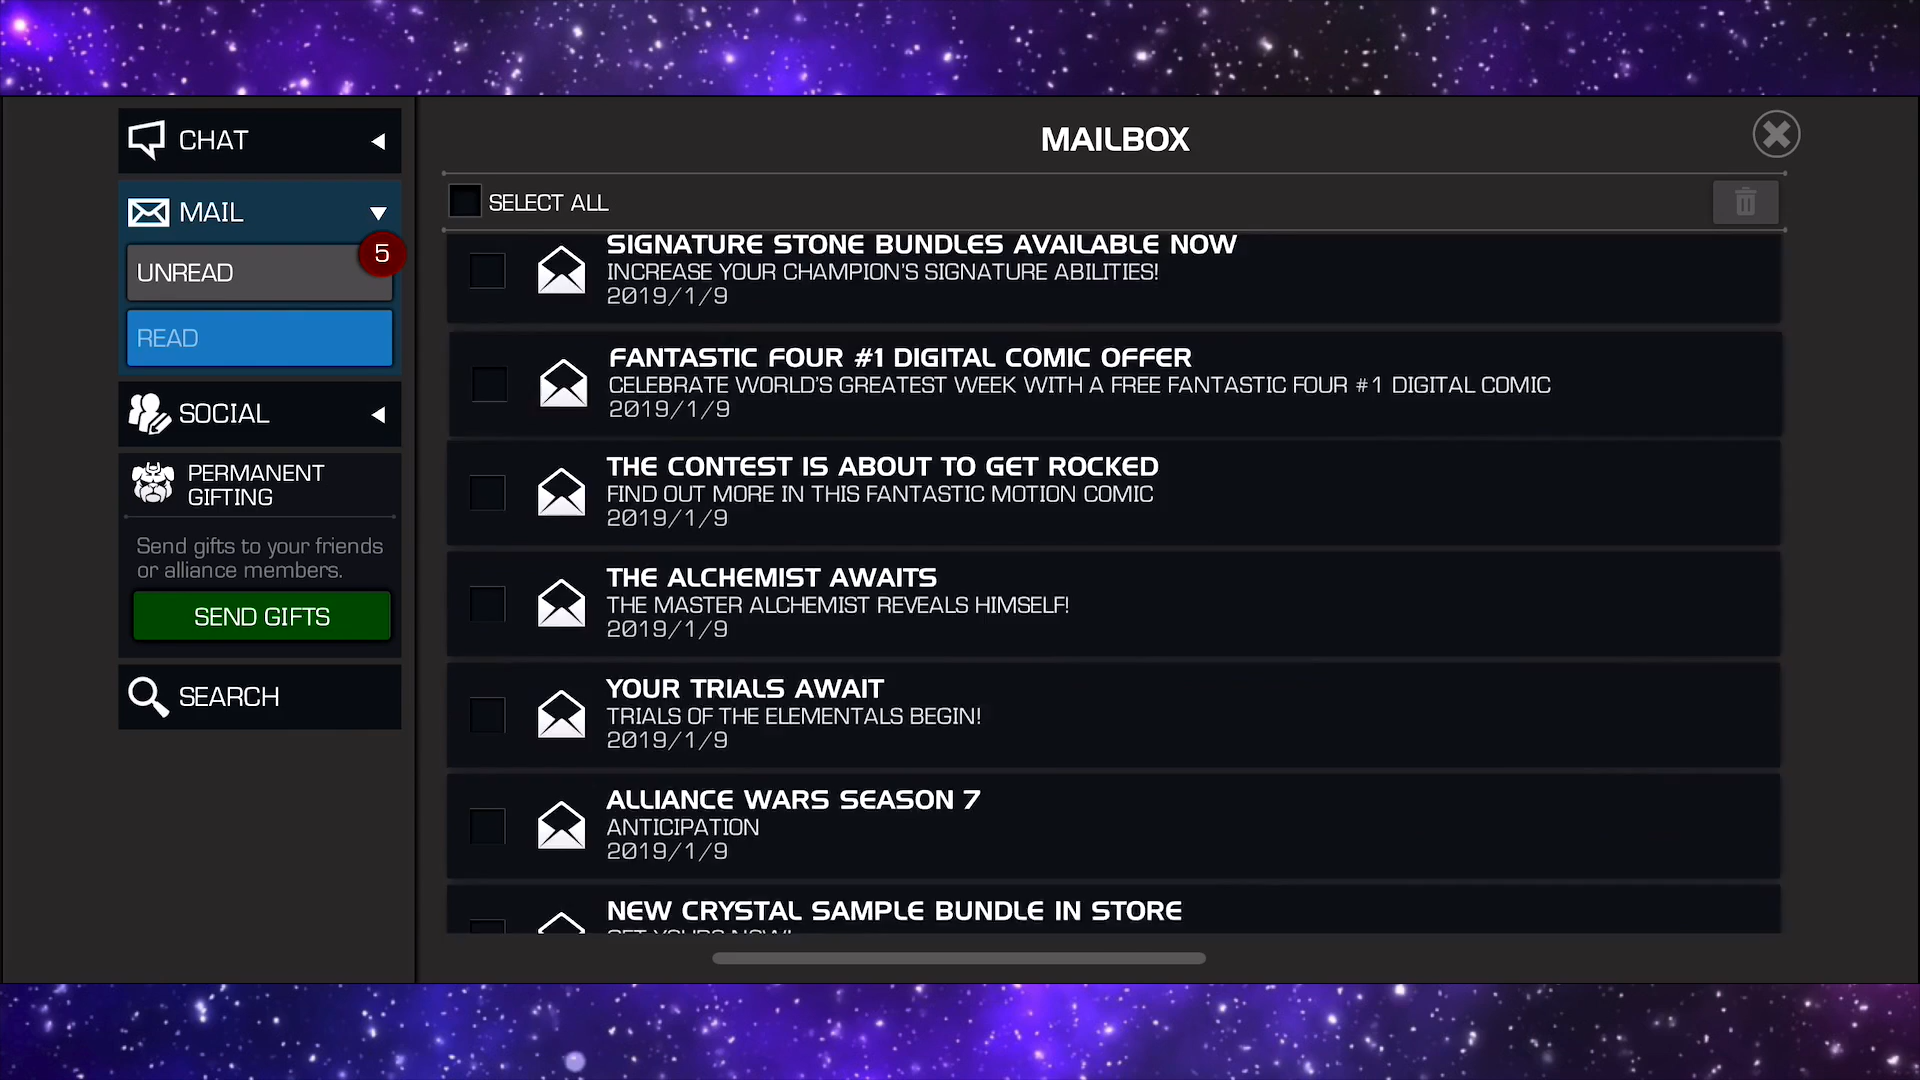 CHAT
MAIL
5
UNREAD
READ
SOCIAL
PERMANENT
GIFTING
Send gifts to your friends
or alliance members.
SEND GIFTS
SEARCH
MAILBOX
SELECT ALL
SIGNATURE STONE BUNDLES AVAILABLE NOW
INCREASE YOUR CHAMPION'S SIGNATURE ABILITIES!
2019/1/9
FANTASTIC FOUR #1 DIGITAL COMIC OFFER
CELEBRATE WORLD'S GREATEST WEEK WITH A FREE FANTASTIC FOUR #1 DIGITAL COMIC
2019/1/9
THE CONTEST IS ABOUT TO GET ROCKED
FIND OUT MORE IN THIS FANTASTIC MOTION COMIC
2019/1/9
THE ALCHEMIST AWAITS
THE MASTER ALCHEMIST REVEALS HIMSELF!
2019/1/9
YOUR TRIALS AWAIT
TRIALS OF THE ELEMENTALS BEGIN!
2019/1/9
ALLIANCE WARS SEASON 7
ANTICIPATION
2019/1/9
NEW CRYSTAL SAMPLE BUNDLE IN STORE
GET YOURS NOW!